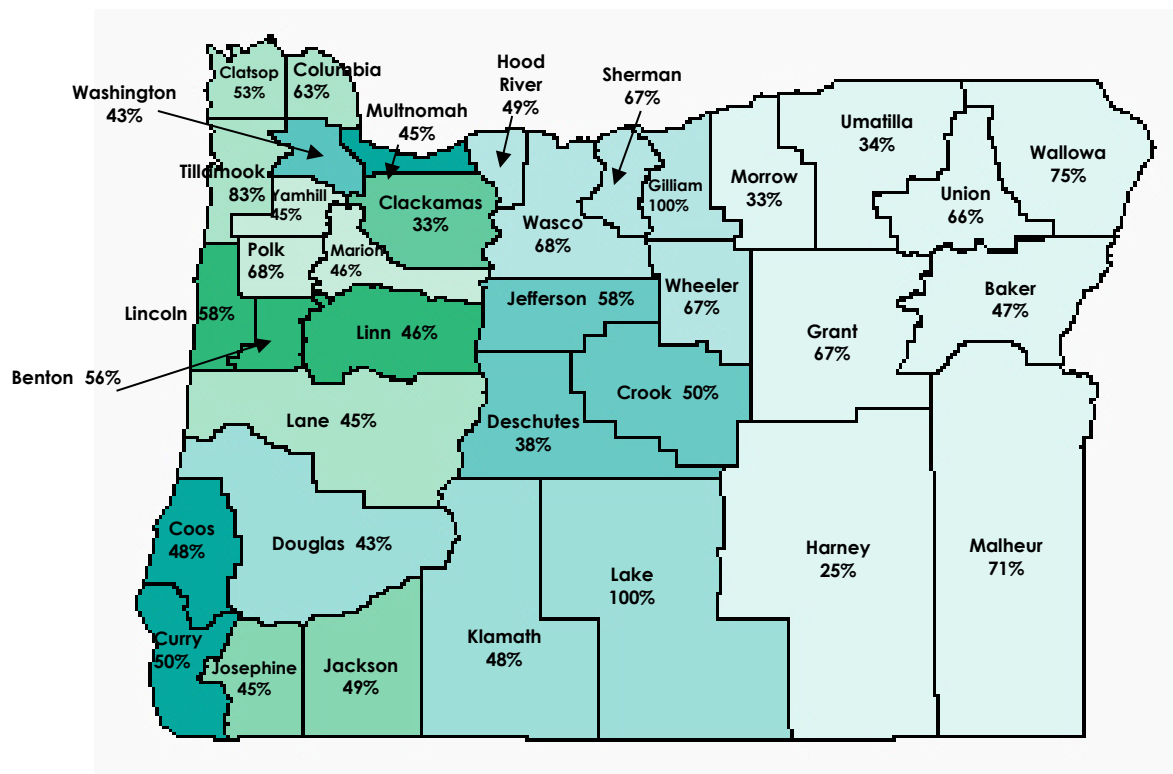 Clatsop
53%
Columbia
63%
Washington
43%
Multnomah
45%
Hood
River
49%
Sherman
67%
Umatilla
34%
Wallowa
75%
Union
66%
Tillamook
83%
Yamhill
45%
Clackamas
33%
Gilliam
100%
Morrow
33%
Wasco
68%
Polk
68%
Marion
46%
Wheeler
67%
Baker
47%
Lincoln 58%
Jefferson 58%
Linn 46%
Grant
67%
Benton 56%
Crook 50%
Lane 45%
Deschutes
38%
Coos
48%
Douglas 43%
Harney
25%
Malheur
71%
Lake
100%
Curry
50%
Klamath
48%
Josephine
45%
Jackson
49%